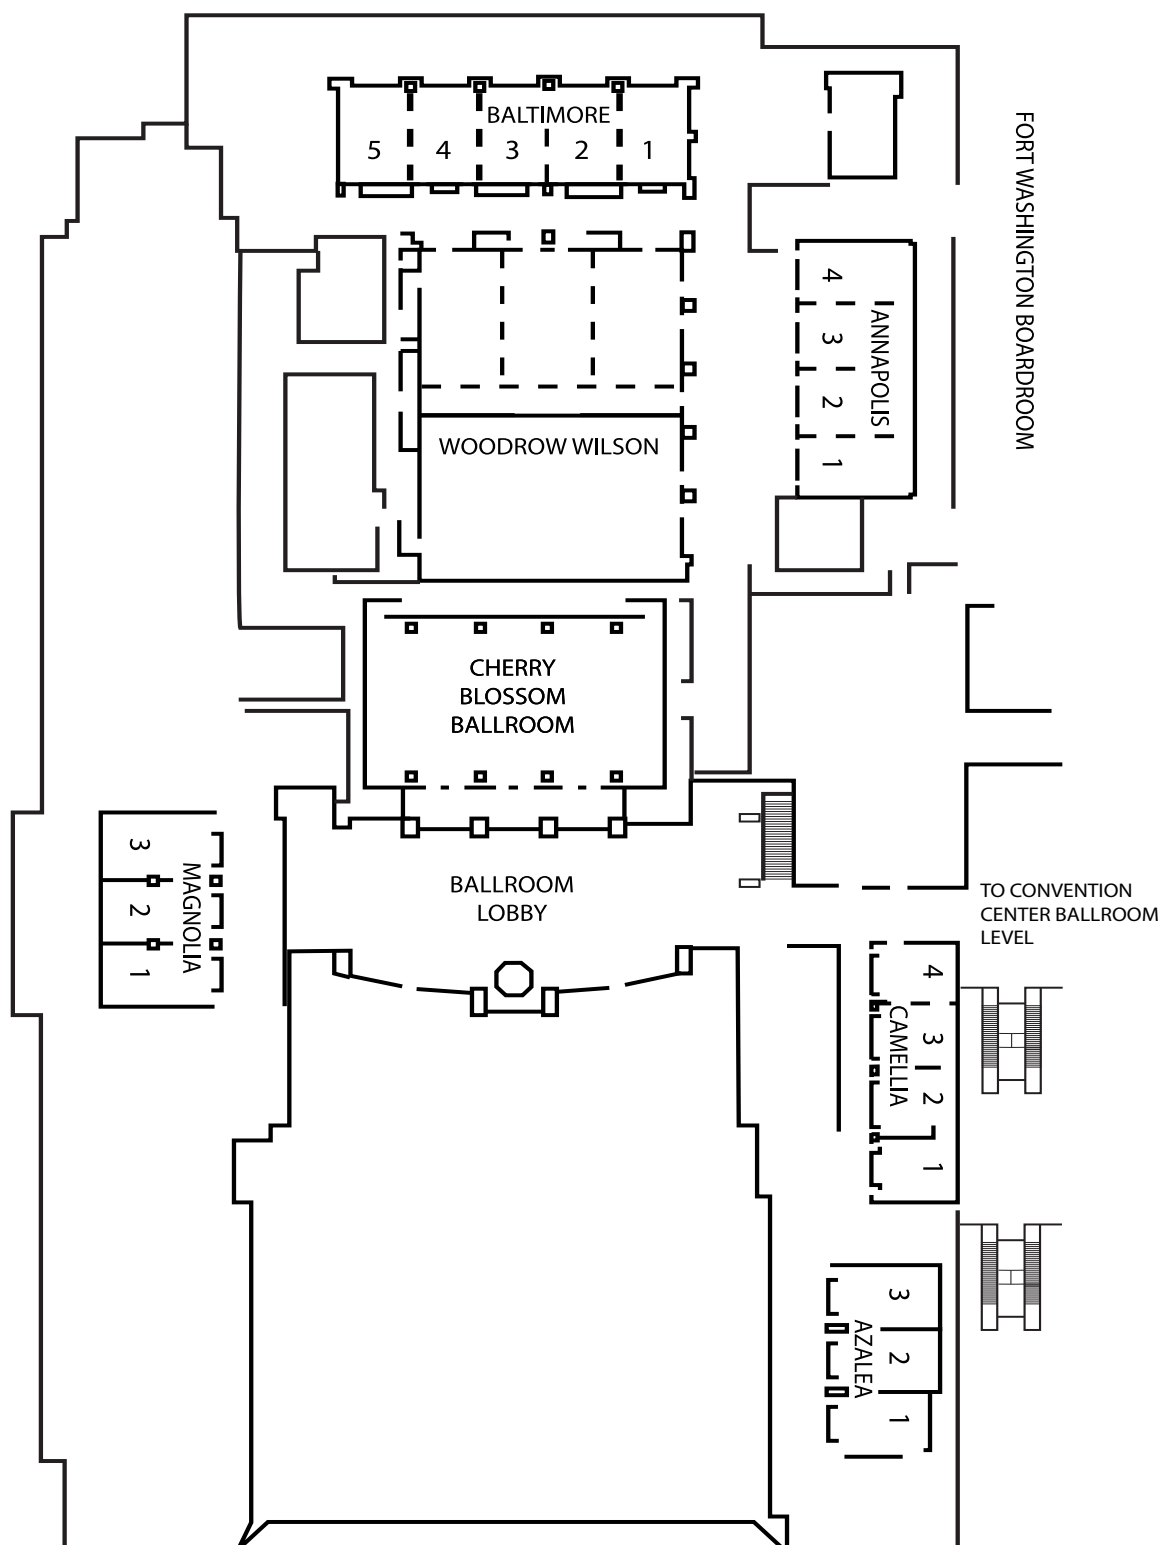 BALTIMORE
5 4 3 2 1
FORT WASHINGTON BOARDROOM
ANNAPOLIS
4
3
2
1
WOODROW WILSON
CHERRY
BLOSSOM
BALLROOM
MAGNOLIA
3
2
1
BALLROOM
LOBBY
TO CONVENTION
CENTER BALLROOM
LEVEL
CAMELLIA
4
3
2
1
AZALEA
3
2
1